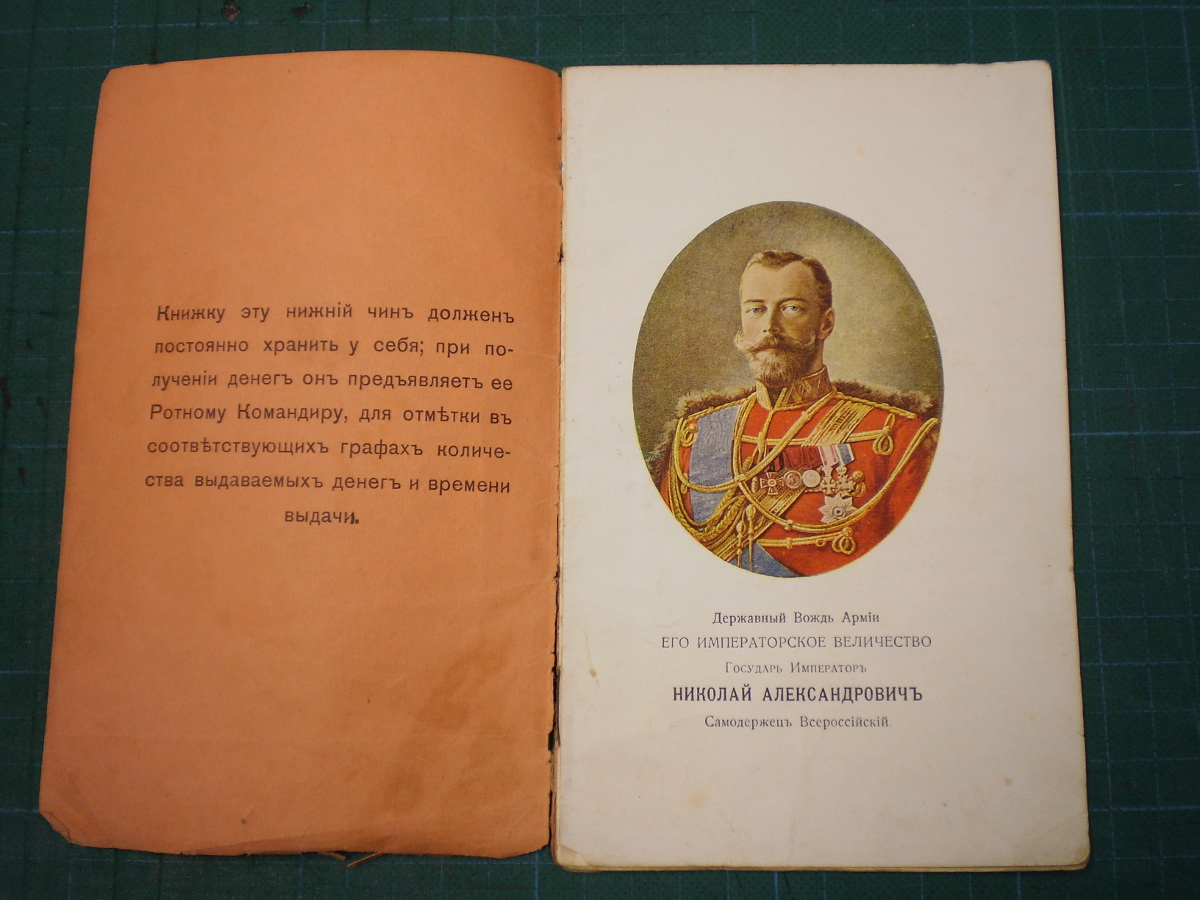 Книжку эту нижній чинъ долженъ
постоянно хранить у себя; при по-
лученіи денегъ онъ предъявляетъ ее
Ротному Командиру, для отмѣтки въ
соотвѣтствующихъ графахъ количе-
ства выдаваемыхъ денегъ и времени
выдачи.
Державный Вождь Арміи
ЕГО ИМПЕРАТОРСКОЕ ВЕЛИЧЕСТВО
Государь Императоръ
НИКОЛАЙ АЛЕКСАНДРОВИЧЪ
Самодержецъ Всероссійскій.